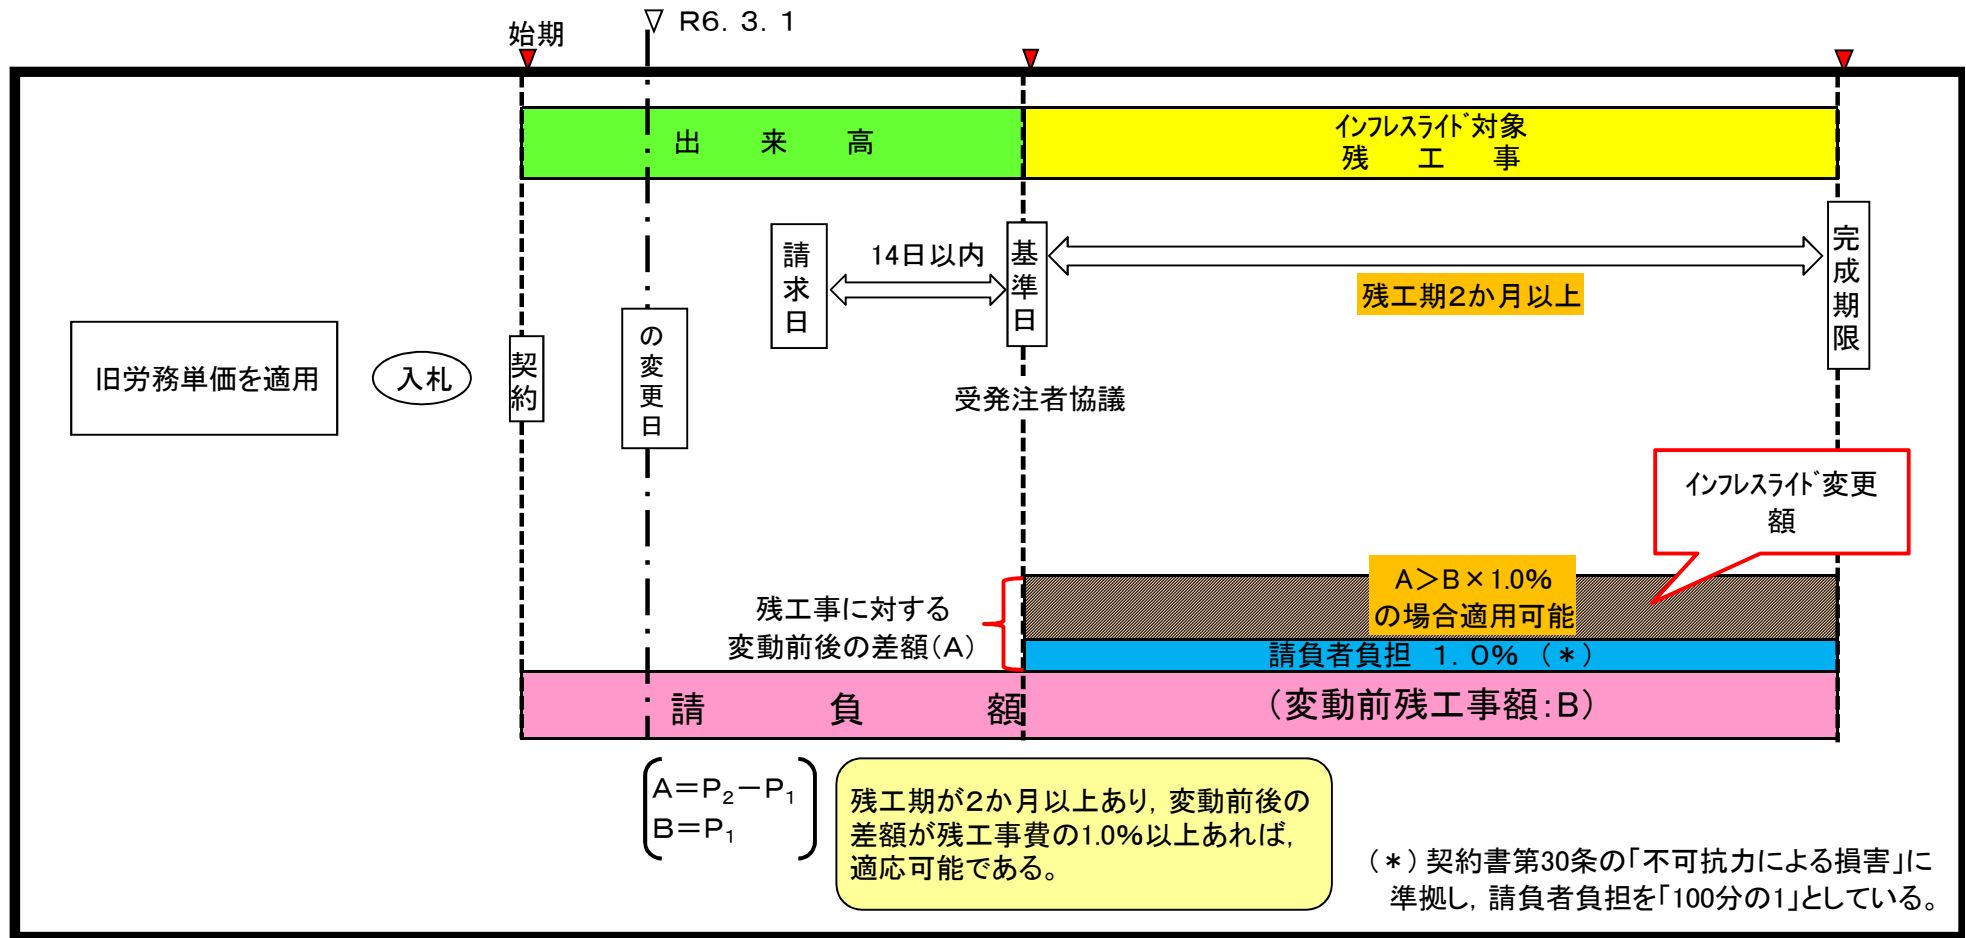 始期
R6.3.1
出来高
インフレスライド対象
残工事
請求日
14日以内
基準日
残工期2か月以上
完成期限
旧労務単価を適用
入札
契約
の変更日
受発注者協議
インフレスライド変更
額
A＞B×1.0%
の場合適用可能
残工事に対する
変動前後の差額(A)
請負者負担 1.0% (*)
請負額
(変動前残工事額:B)
A=P₂−P₁
B=P₁
残工期が2か月以上あり,変動前後の
差額が残工事費の1.0%以上あれば,
適応可能である。
(*)契約書第30条の「不可抗力による損害」に
準拠し,請負者負担を「100分の1」としている。